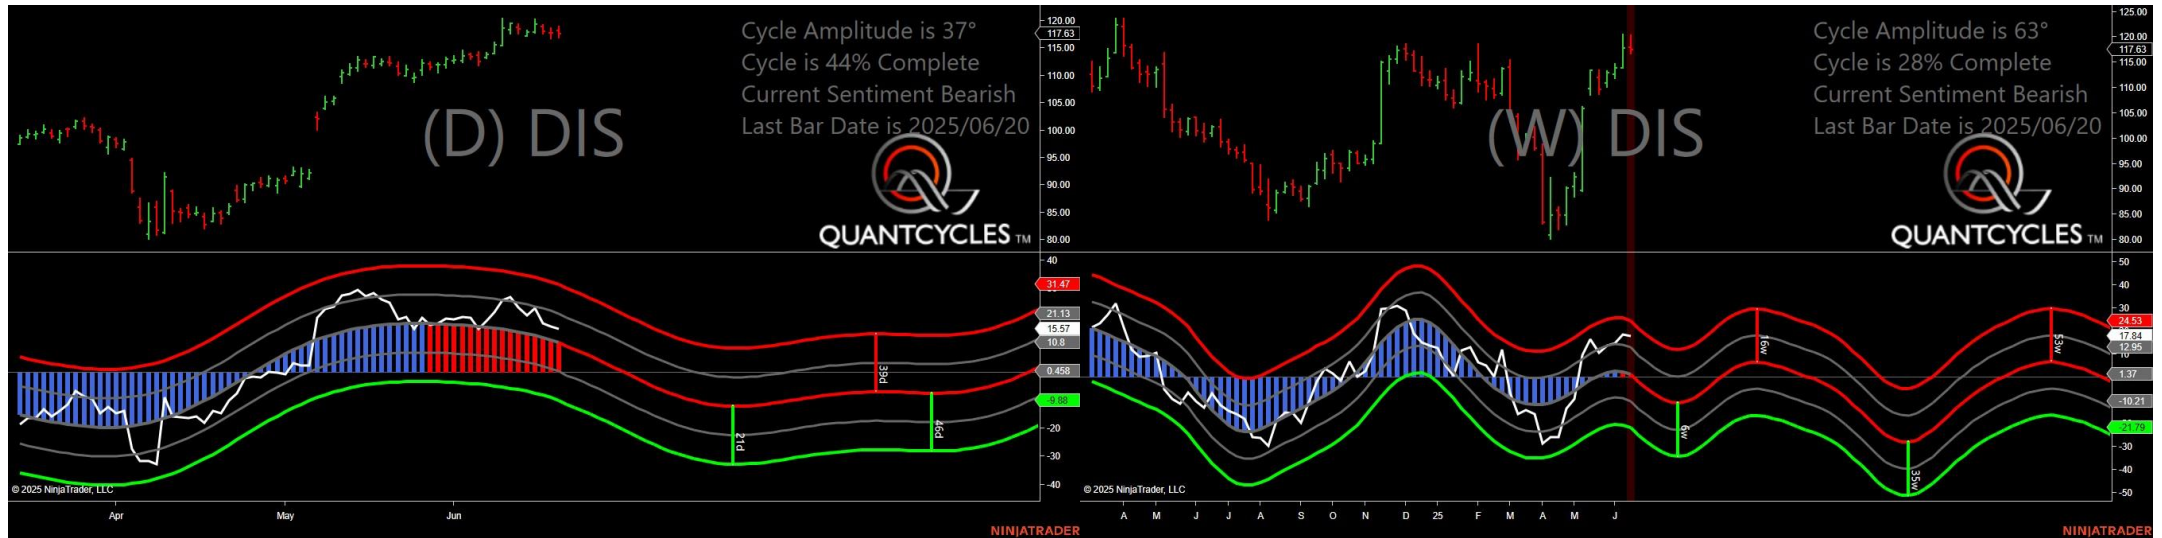 Cycle Amplitude is 37°
Cycle is 44% Complete
Current Sentiment Bearish
Last Bar Date is 2025/06/20
(D) DIS
QUANTCYCLES TM
120.00
117.63
115.00
110.00
105.00
100.00
95.00
90.00
85.00
80.00
40
31.47
21.13
15.57
10.8
0.458
-9.88
-20
-30
-40
39d
21d
46d
© 2025 NinjaTrader, LLC
Apr May Jun
NINJATRADER
Cycle Amplitude is 63°
Cycle is 28% Complete
Current Sentiment Bearish
Last Bar Date is 2025/06/20
(W) DIS
QUANTCYCLES TM
125.00
120.00
117.63
115.00
110.00
105.00
100.00
95.00
90.00
85.00
80.00
50
40
30
24.53
17.84
12.95
10
1.37
-10.21
-21.79
-30
-40
-50
16w
53w
6w
35w
© 2025 NinjaTrader, LLC
A M J J A S O N D 25 F M A M J
NINJATRADER